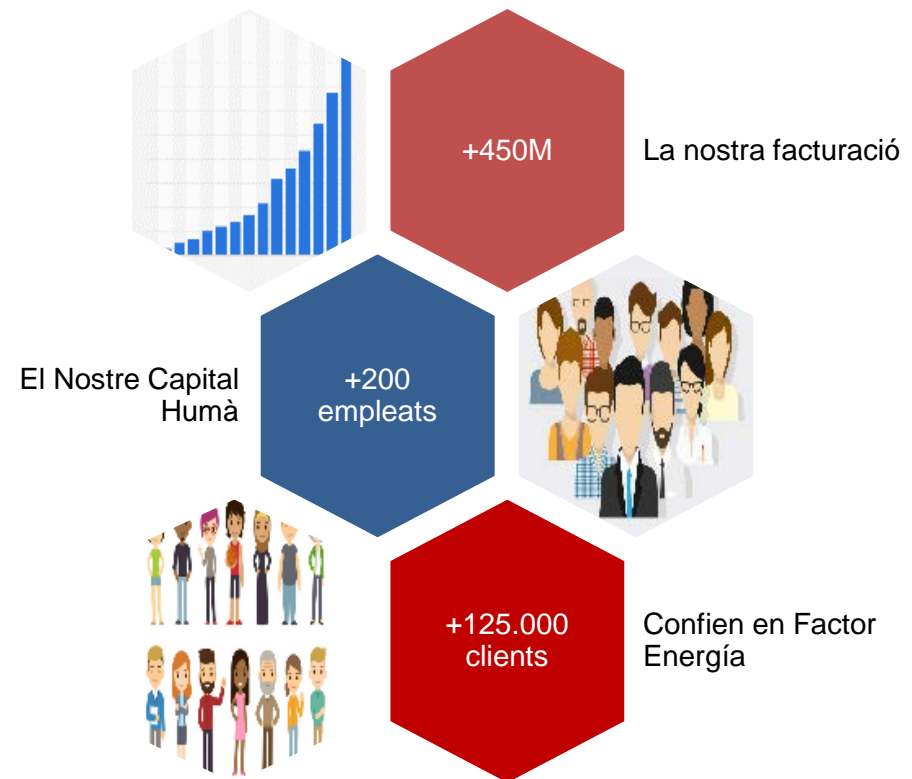 +450M
La nostra facturació
El Nostre Capital
Humà
+200
empleats
+125.000
clients
Confien en Factor
Energía